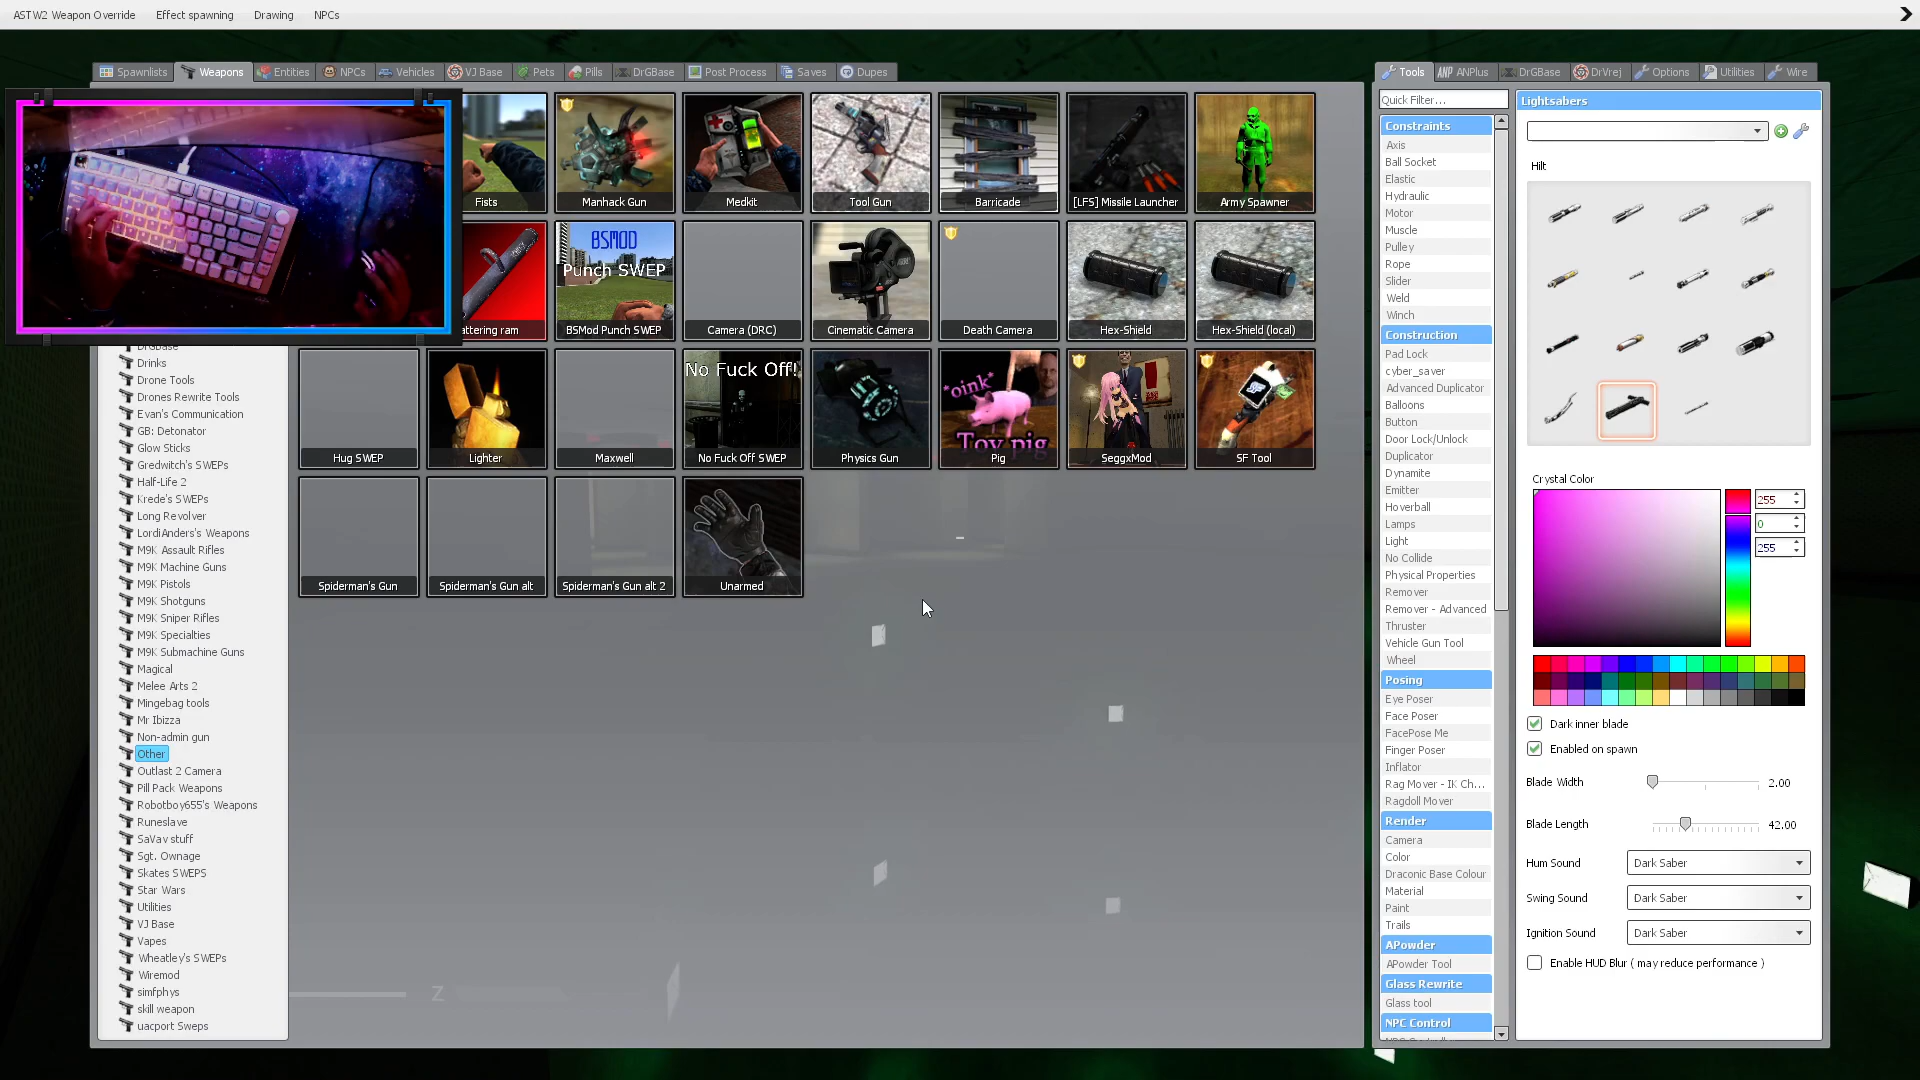 ASTW2 Weapon Override Effect spawning Drawing NPCs
Spawnlists Weapons Entities NPCs Vehicles VJ Base Pets Pills DrGBase Post Process Saves Dupes
Fists Manhack Gun Medkit Tool Gun Barricade [LFS] Missile Launcher Army Spawner
BSMOD
Punch SWEP
attering ram BSMod Punch SWEP Camera (DRC) Cinematic Camera Death Camera Hex-Shield Hex-Shield (local)
No Fuck Off!
*oink*
Toy pig
Hug SWEP Lighter Maxwell No Fuck Off SWEP Physics Gun Pig SeggxMod SF Tool
Spiderman's Gun Spiderman's Gun alt Spiderman's Gun alt 2 Unarmed
Z
DrGBase
Drinks
Drone Tools
Drones Rewrite Tools
Evan's Communication
GB: Detonator
Glow Sticks
Gredwitch's SWEPs
Half-Life 2
Krede's SWEPs
Long Revolver
LordiAnders's Weapons
M9K Assault Rifles
M9K Machine Guns
M9K Pistols
M9K Shotguns
M9K Sniper Rifles
M9K Specialties
M9K Submachine Guns
Magical
Melee Arts 2
Mingebag tools
Mr Ibizza
Non-admin gun
Other
Outlast 2 Camera
Pill Pack Weapons
Robotboy655's Weapons
Runeslave
SaVav stuff
Sgt. Ownage
Skates SWEPS
Star Wars
Utilities
VJ Base
Vapes
Wheatley's SWEPs
Wiremod
simfphys
skill weapon
uacport Sweps
Tools ANPlus DrGBase DrVrej Options Utilities Wire
Quick Filter...
Constraints
Axis
Ball Socket
Elastic
Hydraulic
Motor
Muscle
Pulley
Rope
Slider
Weld
Winch
Construction
Pad Lock
cyber_saver
Advanced Duplicator
Balloons
Button
Door Lock/Unlock
Duplicator
Dynamite
Emitter
Hoverball
Lamps
Light
No Collide
Physical Properties
Remover
Remover - Advanced
Thruster
Vehicle Gun Tool
Wheel
Posing
Eye Poser
Face Poser
FacePose Me
Finger Poser
Inflator
Rag Mover - IK Ch...
Ragdoll Mover
Render
Camera
Color
Draconic Base Colour
Material
Paint
Trails
APowder
APowder Tool
Glass Rewrite
Glass tool
NPC Control
Lightsabers
Hilt
Crystal Color
255
0
255
Dark inner blade
Enabled on spawn
Blade Width 2.00
Blade Length 42.00
Hum Sound Dark Saber
Swing Sound Dark Saber
Ignition Sound Dark Saber
Enable HUD Blur ( may reduce performance )